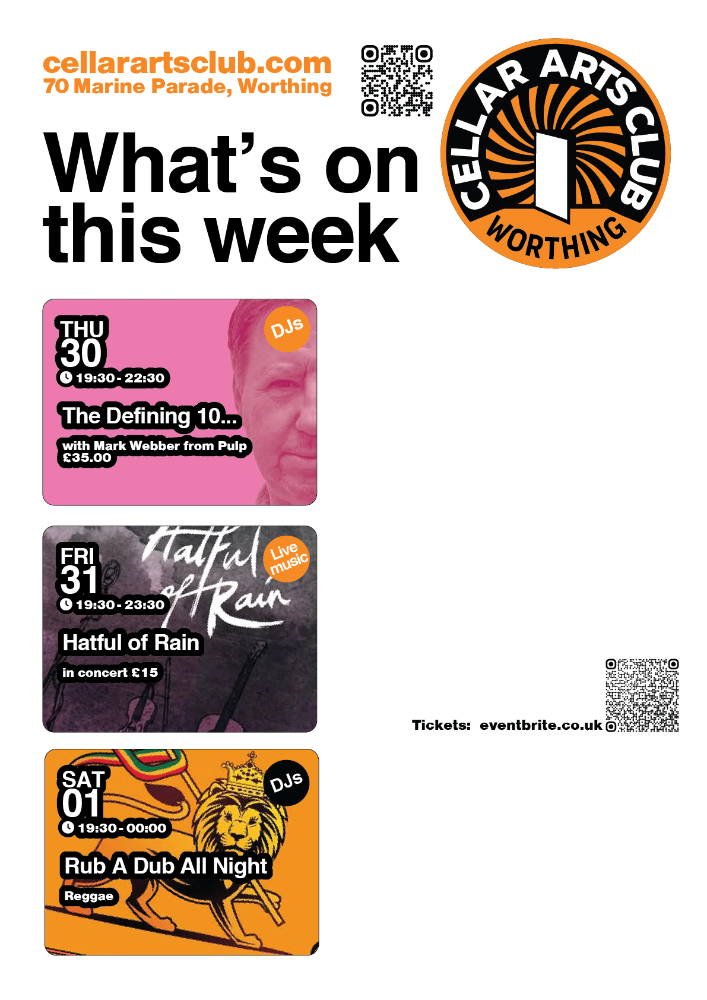 cellarartsclub.com
70 Marine Parade, Worthing
CELLAR ARTS CLUB
WORTHING
What’s on
this week
THU
30
19:30 - 22:30
DJs
The Defining 10...
with Mark Webber from Pulp
£35.00
FRI
31
19:30 - 23:30
Hatful
of Rain
Live
music
Hatful of Rain
in concert £15
Tickets: eventbrite.co.uk
SAT
01
19:30 - 00:00
DJs
Rub A Dub All Night
Reggae